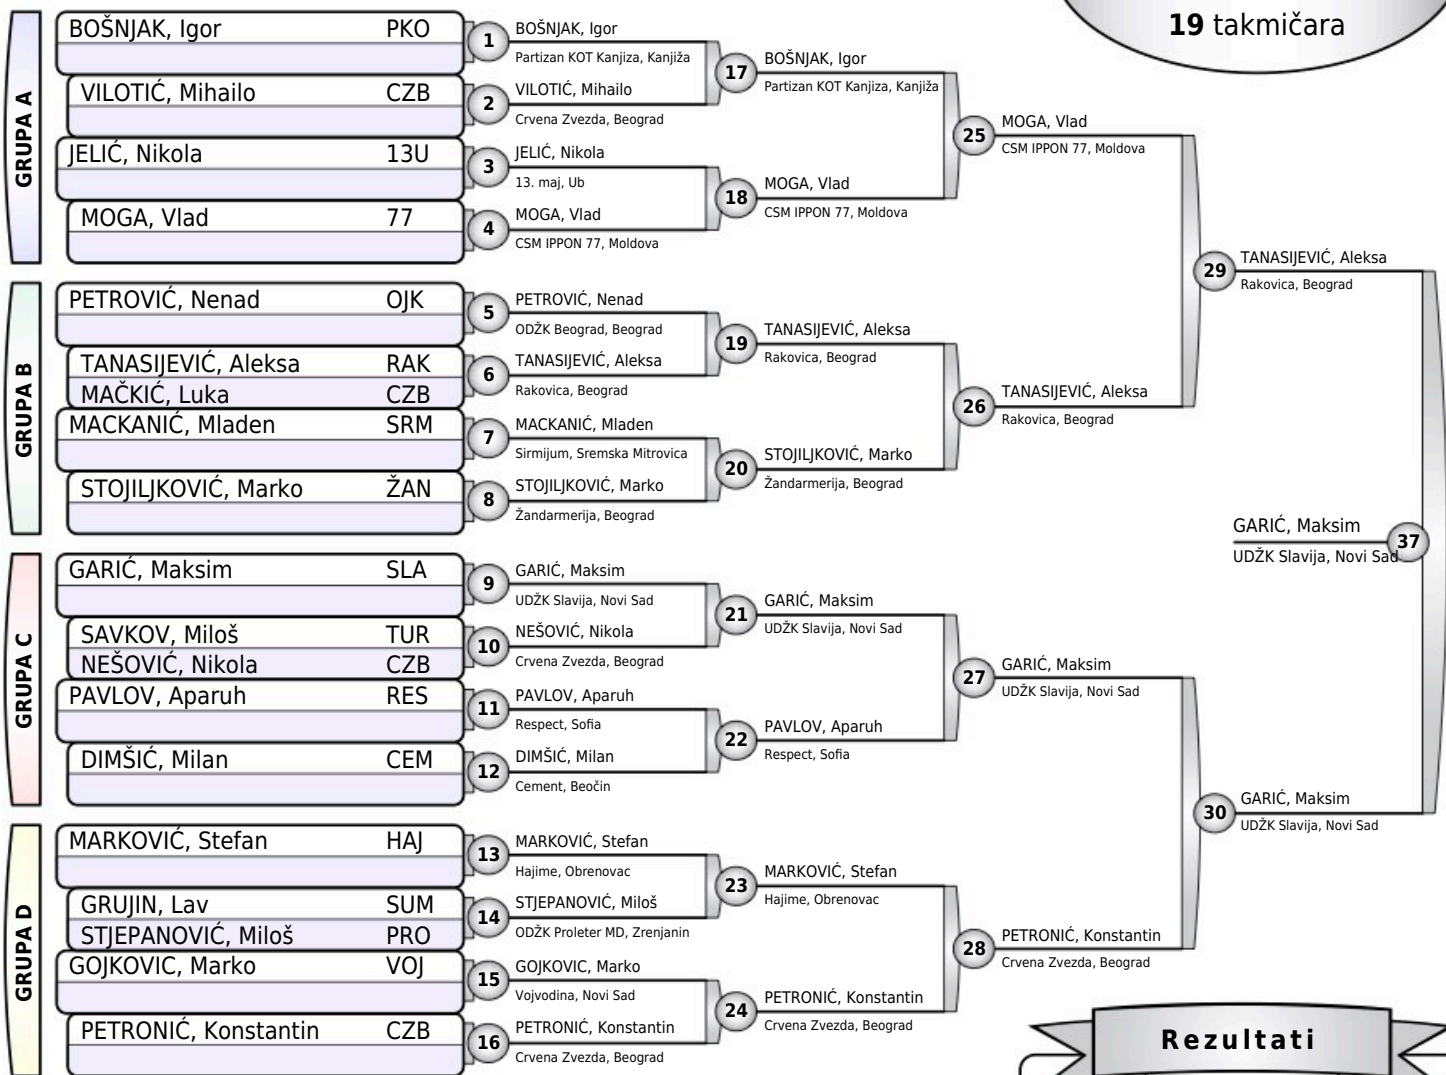 19 takmičara
GRUPA A
BOŠNJAK, Igor PKO
VILOTIĆ, Mihailo CZB
JELIĆ, Nikola 13U
MOGA, Vlad 77
GRUPA B
PETROVIĆ, Nenad OJK
TANASIJEVIĆ, Aleksa RAK
MAČKIĆ, Luka CZB
MACKANIĆ, Mladen SRM
STOJILJKOVIĆ, Marko ŽAN
GRUPA C
GARIĆ, Maksim SLA
SAVKOV, Miloš TUR
NEŠOVIĆ, Nikola CZB
PAVLOV, Aparuh RES
DIMŠIĆ, Milan CEM
GRUPA D
MARKOVIĆ, Stefan HAJ
GRUJIN, Lav SUM
STJEPANOVIĆ, Miloš PRO
GOJKOVIC, Marko VOJ
PETRONIĆ, Konstantin CZB
1 BOŠNJAK, Igor
Partizan KOT Kanjiza, Kanjiža
2 VILOTIĆ, Mihailo
Crvena Zvezda, Beograd
3 JELIĆ, Nikola
13. maj, Ub
4 MOGA, Vlad
CSM IPPON 77, Moldova
5 PETROVIĆ, Nenad
ODŽK Beograd, Beograd
6 TANASIJEVIĆ, Aleksa
Rakovica, Beograd
7 MACKANIĆ, Mladen
Sirmijum, Sremska Mitrovica
8 STOJILJKOVIĆ, Marko
Žandarmerija, Beograd
9 GARIĆ, Maksim
UDŽK Slavija, Novi Sad
10 NEŠOVIĆ, Nikola
Crvena Zvezda, Beograd
11 PAVLOV, Aparuh
Respect, Sofia
12 DIMŠIĆ, Milan
Cement, Beočin
13 MARKOVIĆ, Stefan
Hajime, Obrenovac
14 STJEPANOVIĆ, Miloš
ODŽK Proleter MD, Zrenjanin
15 GOJKOVIC, Marko
Vojvodina, Novi Sad
16 PETRONIĆ, Konstantin
Crvena Zvezda, Beograd
17 BOŠNJAK, Igor
Partizan KOT Kanjiza, Kanjiža
18 MOGA, Vlad
CSM IPPON 77, Moldova
19 TANASIJEVIĆ, Aleksa
Rakovica, Beograd
20 STOJILJKOVIĆ, Marko
Žandarmerija, Beograd
21 GARIĆ, Maksim
UDŽK Slavija, Novi Sad
22 PAVLOV, Aparuh
Respect, Sofia
23 MARKOVIĆ, Stefan
Hajime, Obrenovac
24 PETRONIĆ, Konstantin
Crvena Zvezda, Beograd
25 MOGA, Vlad
CSM IPPON 77, Moldova
26 TANASIJEVIĆ, Aleksa
Rakovica, Beograd
27 GARIĆ, Maksim
UDŽK Slavija, Novi Sad
28 PETRONIĆ, Konstantin
Crvena Zvezda, Beograd
29 TANASIJEVIĆ, Aleksa
Rakovica, Beograd
30 GARIĆ, Maksim
UDŽK Slavija, Novi Sad
GARIĆ, Maksim 37
UDŽK Slavija, Novi Sad
Rezultati